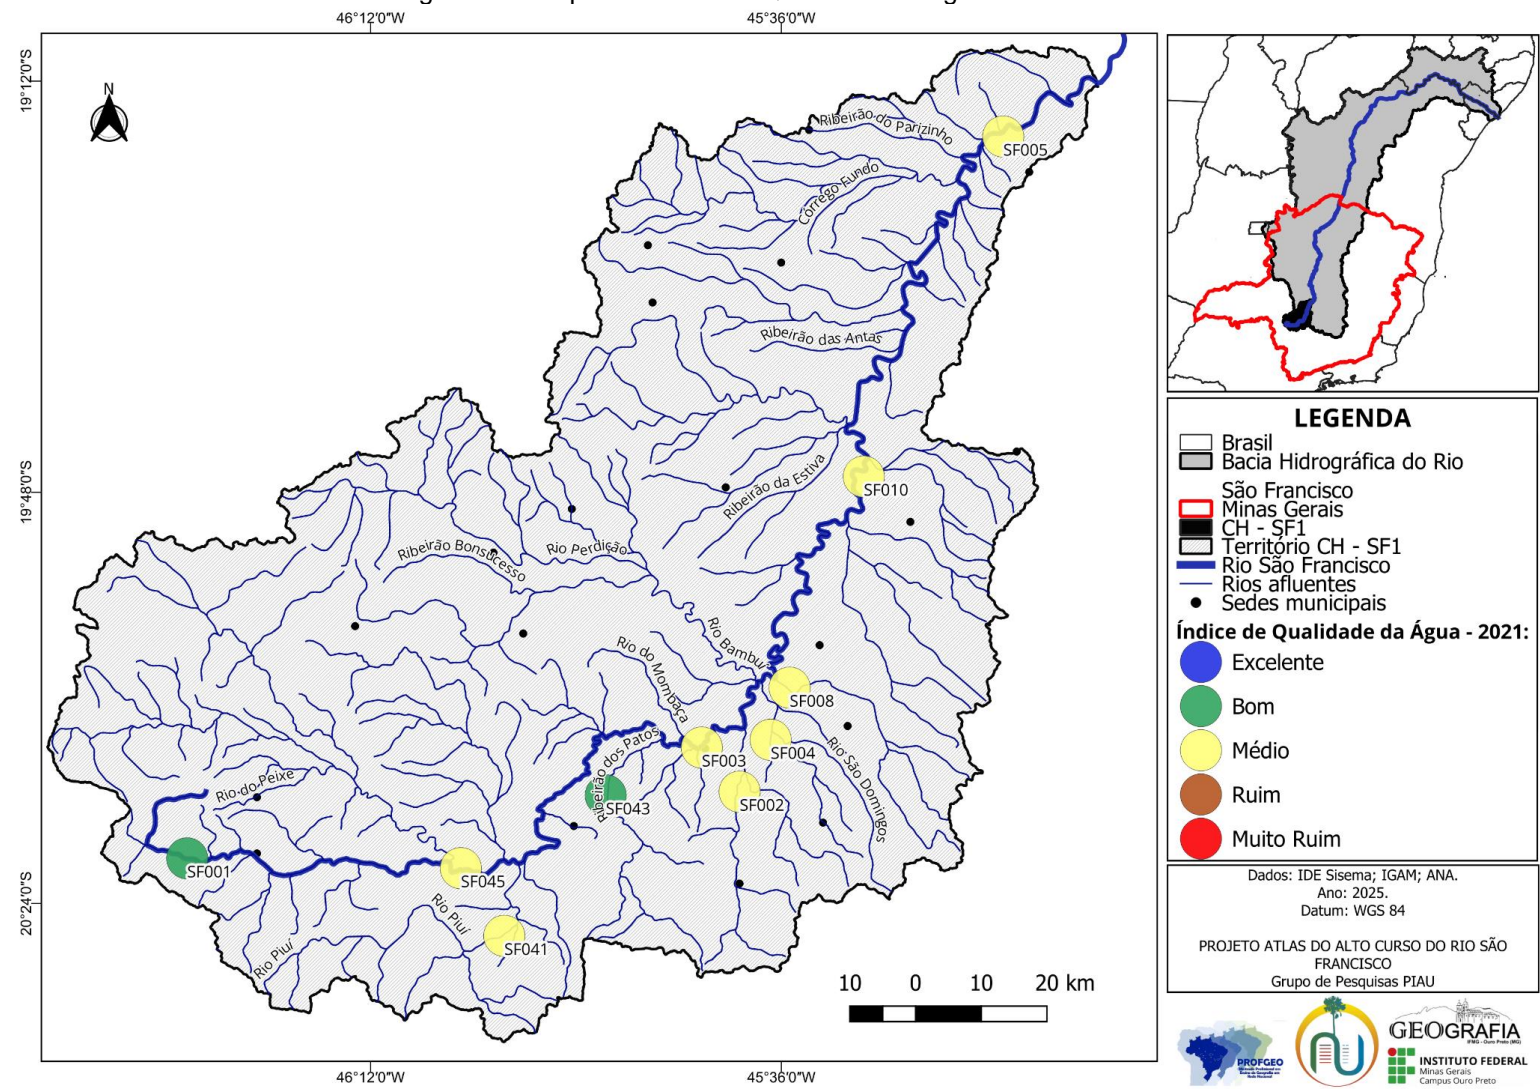 46°12′0″W
45°36′0″W
19°12′0″S
19°48′0″S
20°24′0″S
N
Ribeirão do Parizinho
SF005
Córrego Fundo
Ribeirão das Antas
Ribeirão da Estiva
SF010
Ribeirão Bonsucesso
Rio Perdição
Rio Bambuí
Rio do Mombaça
SF008
SF003
SF004
Ribeirão dos Patos
SF043
SF002
Rio São Domingos
Rio do Peixe
SF001
SF045
Rio Piuí
SF041
Rio Piuí
10 0 10 20 km
46°12′0″W
45°36′0″W
LEGENDA
Brasil
Bacia Hidrográfica do Rio
São Francisco
Minas Gerais
CH - SF1
Território CH - SF1
Rio São Francisco
Rios afluentes
Sedes municipais
Índice de Qualidade da Água - 2021:
Excelente
Bom
Médio
Ruim
Muito Ruim
Dados: IDE Sisema; IGAM; ANA.
Ano: 2025.
Datum: WGS 84
PROJETO ATLAS DO ALTO CURSO DO RIO SÃO
FRANCISCO
Grupo de Pesquisas PIAU
PROFGEO
GEOGRAFIA
IFMG - Ouro Preto (MG)
INSTITUTO FEDERAL
Minas Gerais
Campus Ouro Preto